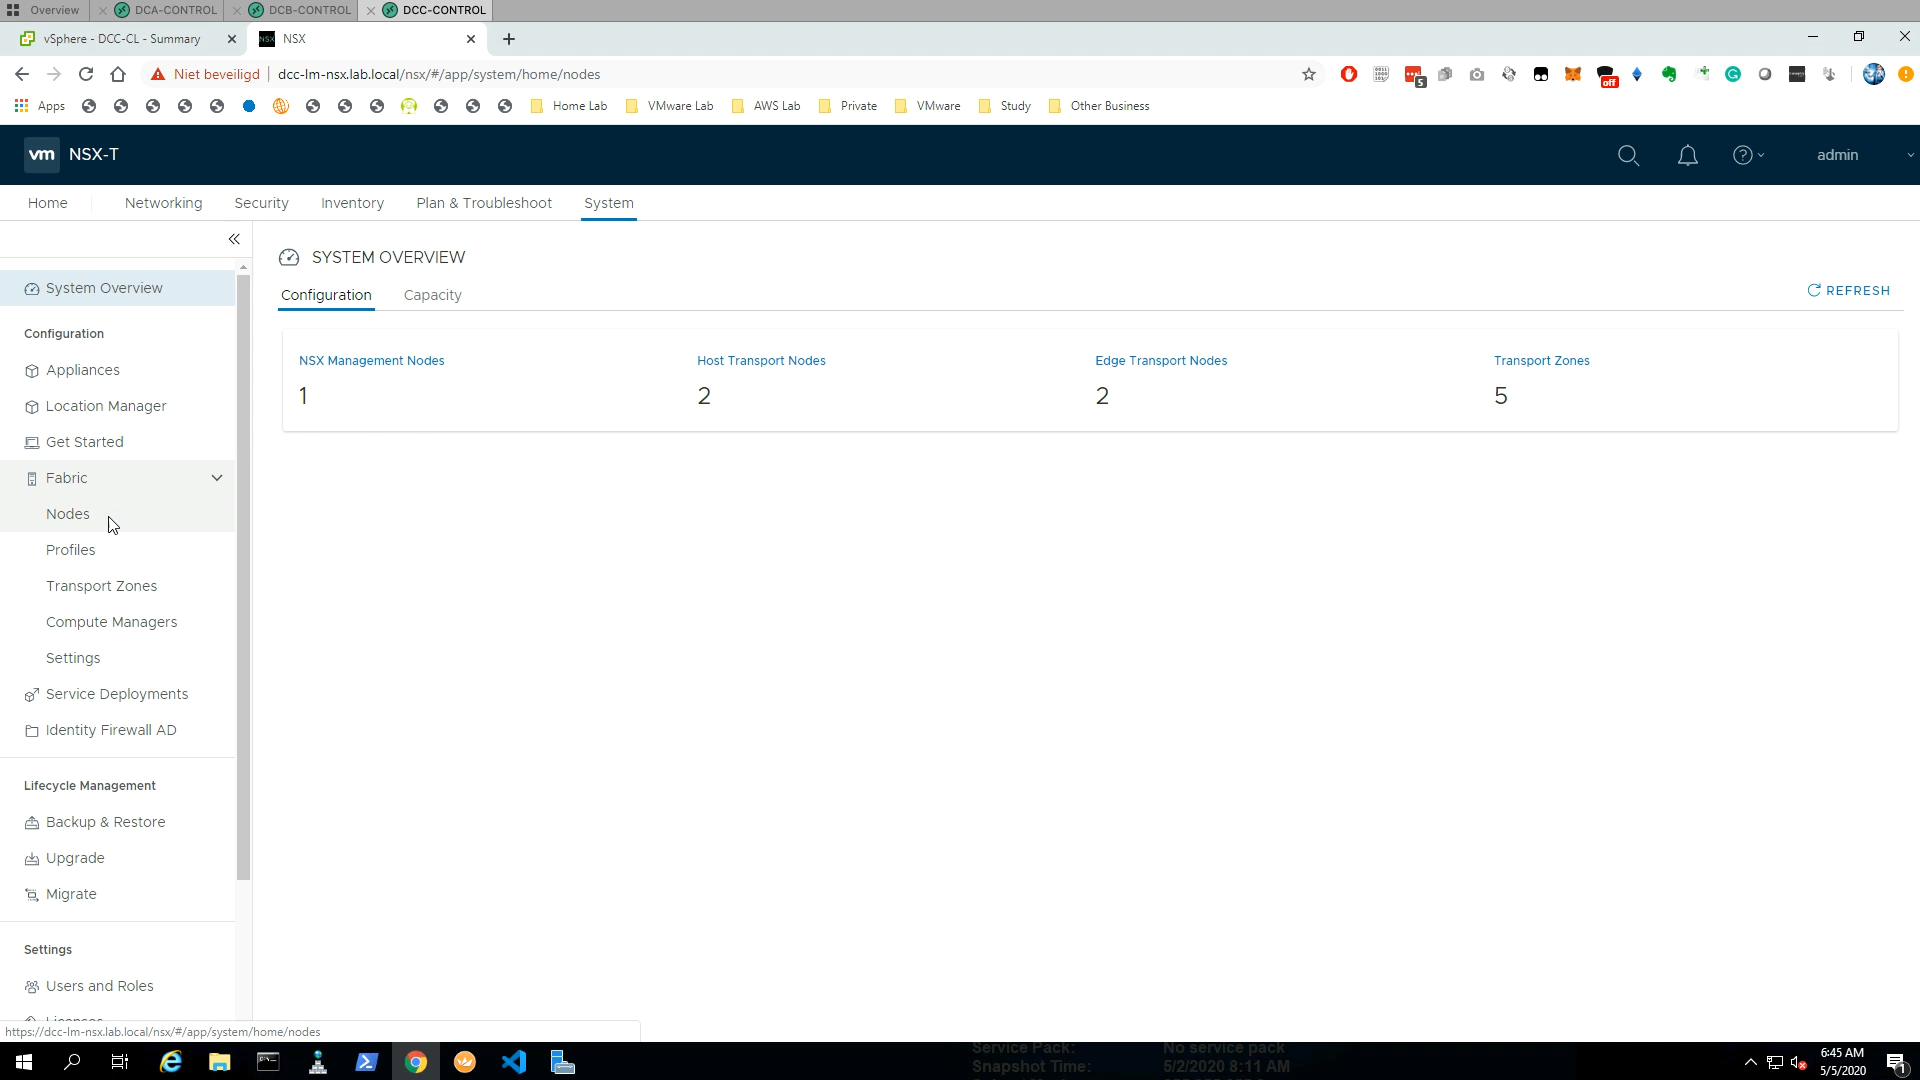 Overview
DCA-CONTROL
DCB-CONTROL
DCC-CONTROL
vSphere - DCC-CL - Summary
NSX
Niet beveiligd
dcc-lm-nsx.lab.local/nsx/#/app/system/home/nodes
5
off
Apps
Home Lab
VMware Lab
AWS Lab
Private
VMware
Study
Other Business
vm NSX-T
admin
Home
Networking
Security
Inventory
Plan & Troubleshoot
System
SYSTEM OVERVIEW
Configuration
Capacity
REFRESH
NSX Management Nodes
1
Host Transport Nodes
2
Edge Transport Nodes
2
Transport Zones
5
System Overview
Configuration
Appliances
Location Manager
Get Started
Fabric
Nodes
Profiles
Transport Zones
Compute Managers
Settings
Service Deployments
Identity Firewall AD
Lifecycle Management
Backup & Restore
Upgrade
Migrate
Settings
Users and Roles
Licenses
https://dcc-lm-nsx.lab.local/nsx/#/app/system/home/nodes
Service Pack: No service pack
Snapshot Time: 5/2/2020 8:11 AM
6:45 AM
5/5/2020
1